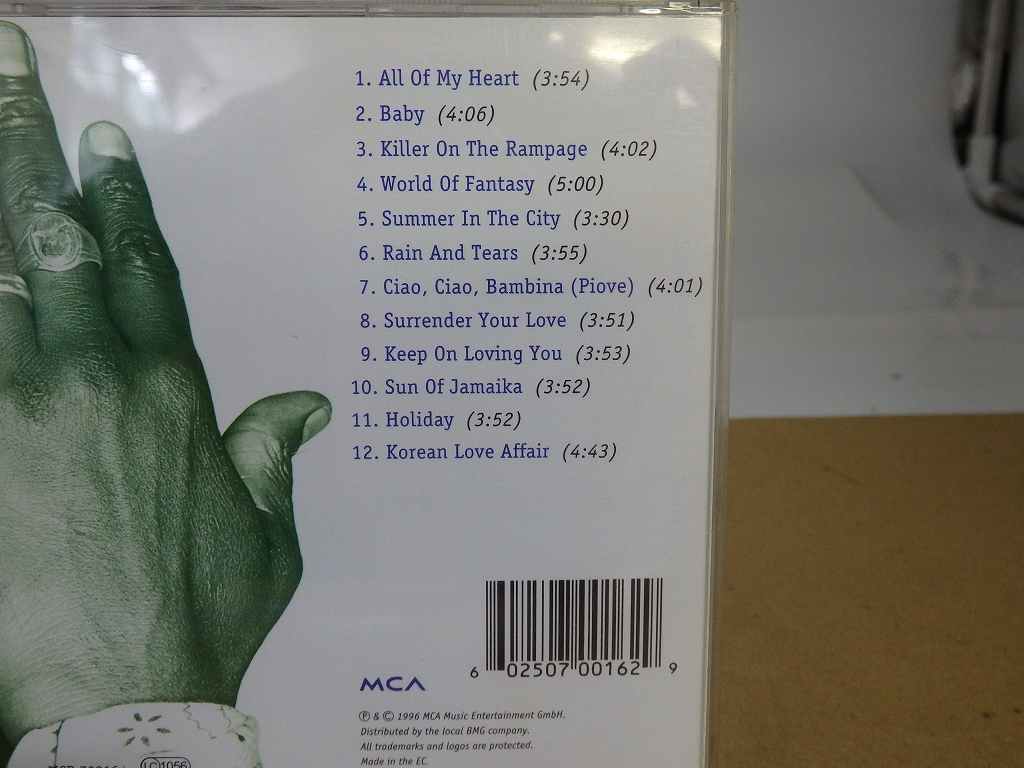 1. All Of My Heart (3:54)
2. Baby (4:06)
3. Killer On The Rampage (4:02)
4. World Of Fantasy (5:00)
5. Summer In The City (3:30)
6. Rain And Tears (3:55)
7. Ciao, Ciao, Bambina (Piove) (4:01)
8. Surrender Your Love (3:51)
9. Keep On Loving You (3:53)
10. Sun Of Jamaika (3:52)
11. Holiday (3:52)
12. Korean Love Affair (4:43)
6 02507 00162 9
MCA
℗ & © 1996 MCA Music Entertainment GmbH.
Distributed by the local BMG company.
All trademarks and logos are protected.
Made in the EC.
LC 1056